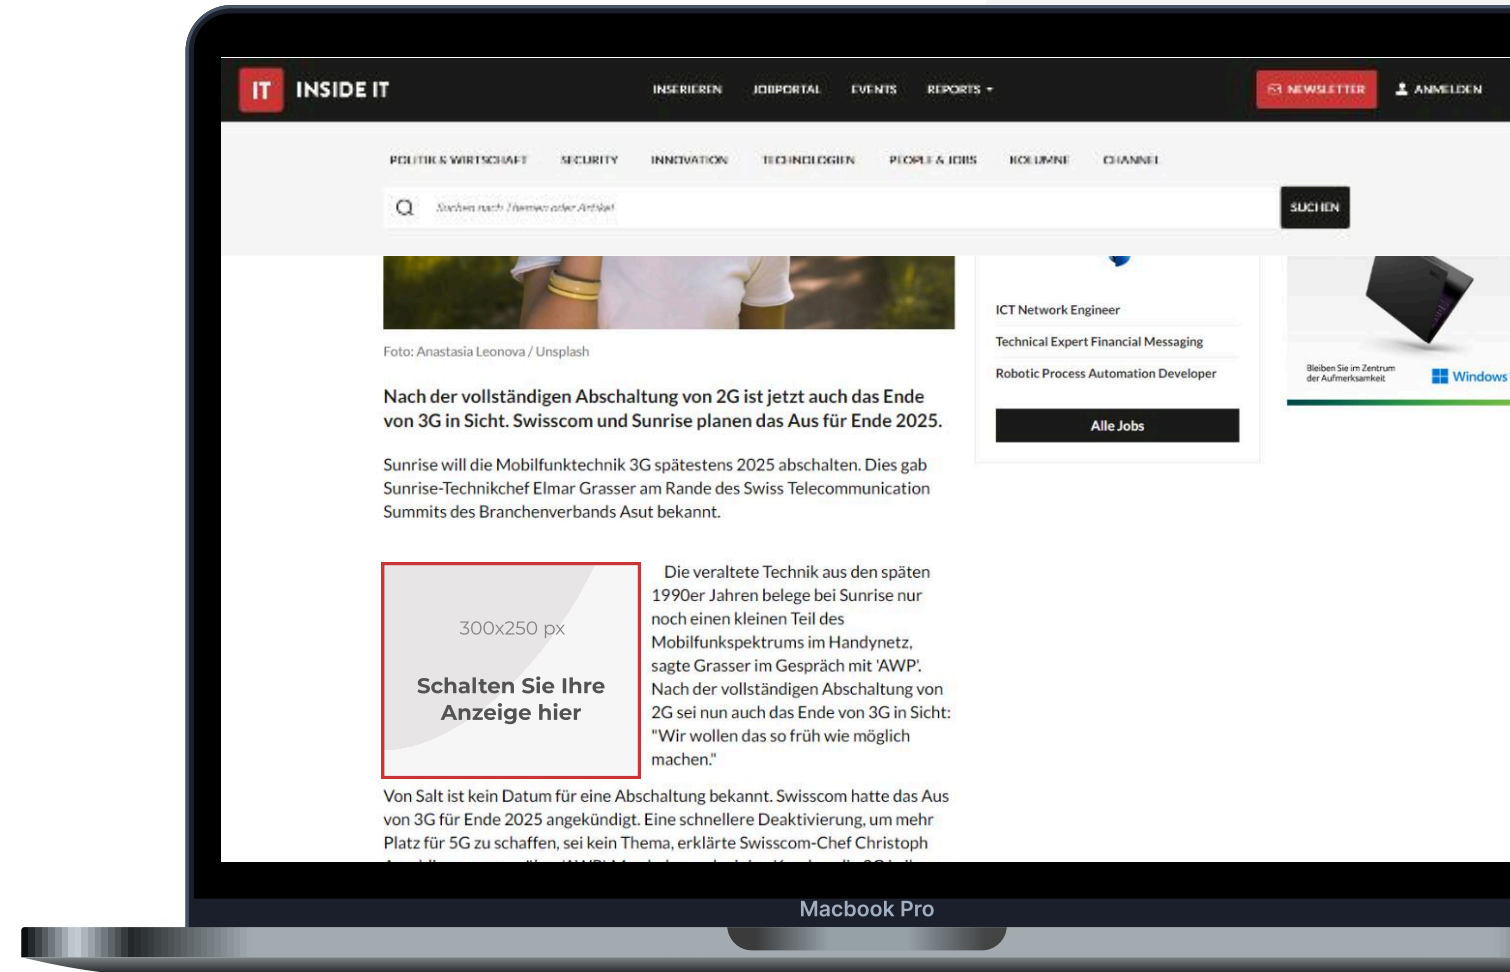 IT INSIDE IT
INSERIEREN JOBPORTAL EVENTS REPORTS
NEWSLETTER ANMELDEN
POLITIK & WIRTSCHAFT SECURITY INNOVATION TECHNOLOGIEN PEOPLE & JOBS KOLUMNE CHANNEL
Suchen nach Themen oder Artikel
SUCHEN
Foto: Anastasia Leonova / Unsplash
Nach der vollständigen Abschaltung von 2G ist jetzt auch das Ende
von 3G in Sicht. Swisscom und Sunrise planen das Aus für Ende 2025.
Sunrise will die Mobilfunktechnik 3G spätestens 2025 abschalten. Dies gab
Sunrise-Technikchef Elmar Grasser am Rande des Swiss Telecommunication
Summits des Branchenverbands Asut bekannt.
300x250 px
Schalten Sie Ihre
Anzeige hier
Die veraltete Technik aus den späten
1990er Jahren belege bei Sunrise nur
noch einen kleinen Teil des
Mobilfunkspektrums im Handynetz,
sagte Grasser im Gespräch mit 'AWP'.
Nach der vollständigen Abschaltung von
2G sei nun auch das Ende von 3G in Sicht:
"Wir wollen das so früh wie möglich
machen."
Von Salt ist kein Datum für eine Abschaltung bekannt. Swisscom hatte das Aus
von 3G für Ende 2025 angekündigt. Eine schnellere Deaktivierung, um mehr
Platz für 5G zu schaffen, sei kein Thema, erklärte Swisscom-Chef Christoph
ICT Network Engineer
Technical Expert Financial Messaging
Robotic Process Automation Developer
Alle Jobs
Bleiben Sie im Zentrum
der Aufmerksamkeit
Windows
Macbook Pro